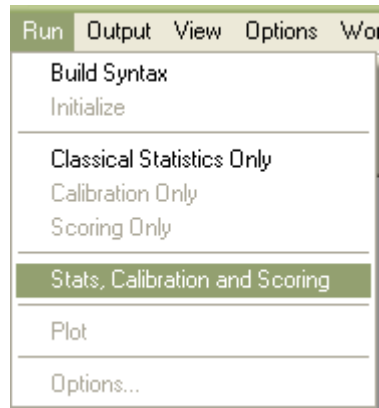 Run Output View Options Wor
Build Syntax
Initialize
Classical Statistics Only
Calibration Only
Scoring Only
Stats, Calibration and Scoring
Plot
Options...